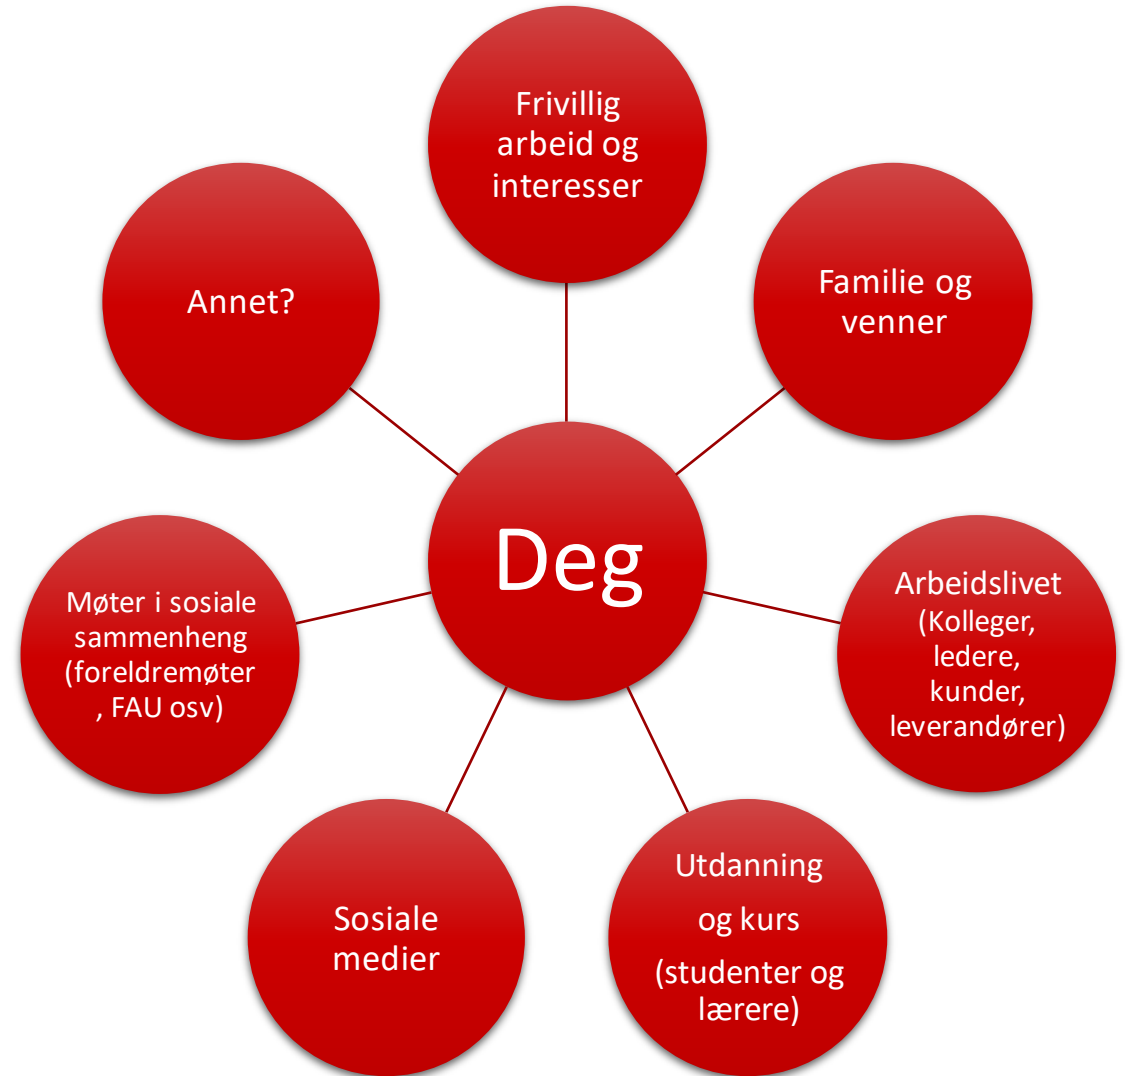 Frivillig
arbeid og
interesser
Familie og
venner
Arbeidslivet
(Kolleger,
ledere,
kunder,
leverandører)
Utdanning
og kurs
(studenter og
lærere)
Sosiale
medier
Møter i sosiale
sammenheng
(foreldremøter
, FAU osv)
Annet?
Deg